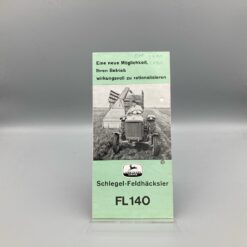 Eine neue Möglichkeit,
Ihren Betrieb
wirkungsvoll zu rationalisieren
Schlegel-Feldhäcksler
FL 140